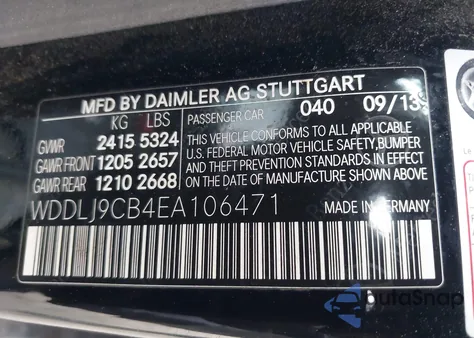 MFD BY DAIMLER AG STUTTGART
KG LBS PASSENGER CAR 040 09/13
GVWR 2415 5324 THIS VEHICLE CONFORMS TO ALL APPLICABLE
GAWR FRONT 1205 2657 U.S. FEDERAL MOTOR VEHICLE SAFETY, BUMPER
GAWR REAR 1210 2668 AND THEFT PREVENTION STANDARDS IN EFFECT
ON THE DATE OF MANUFACTURE SHOWN ABOVE.
WDDLJ9CB4EA106471 MADE IN GERMANY
AutoSnap